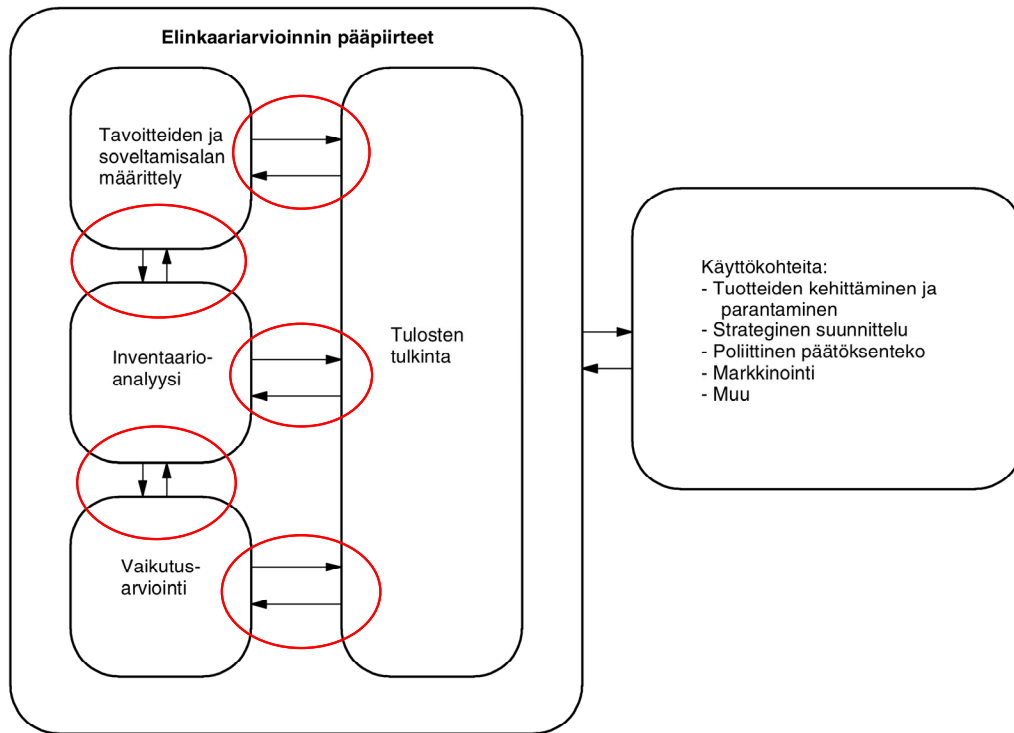 Elinkaariarvioinnin pääpiirteet
Tavoitteiden ja
soveltamisalan
määrittely
Inventaario-
analyysi
Vaikutus-
arviointi
Tulosten
tulkinta
Käyttökohteita:
- Tuotteiden kehittäminen ja
parantaminen
- Strateginen suunnittelu
- Poliittinen päätöksenteko
- Markkinointi
- Muu